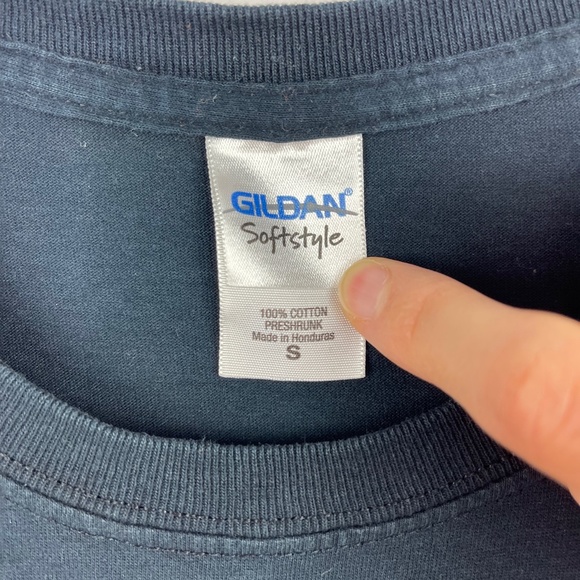 GILDAN®
Softstyle
100% COTTON
PRESHRUNK
Made in Honduras
S